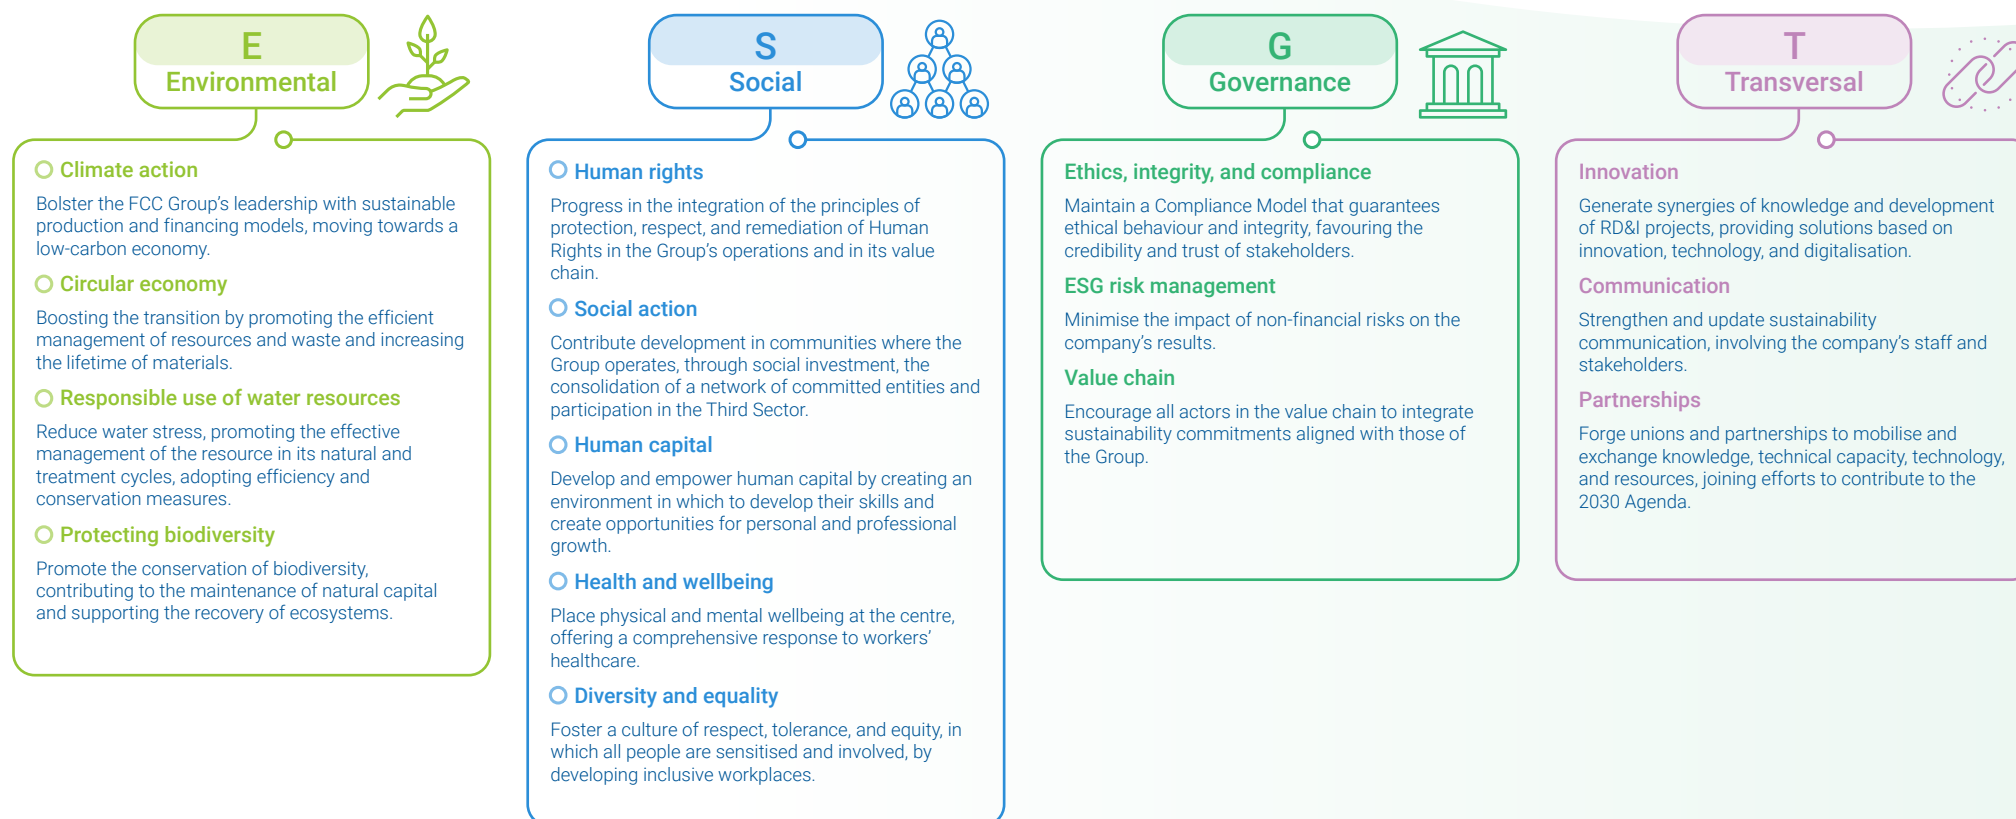 E
Environmental
Climate action
Bolster the FCC Group's leadership with sustainable
production and financing models, moving towards a
low-carbon economy.
Circular economy
Boosting the transition by promoting the efficient
management of resources and waste and increasing
the lifetime of materials.
Responsible use of water resources
Reduce water stress, promoting the effective
management of the resource in its natural and
treatment cycles, adopting efficiency and
conservation measures.
Protecting biodiversity
Promote the conservation of biodiversity,
contributing to the maintenance of natural capital
and supporting the recovery of ecosystems.
S
Social
Human rights
Progress in the integration of the principles of
protection, respect, and remediation of Human
Rights in the Group's operations and in its value
chain.
Social action
Contribute development in communities where the
Group operates, through social investment, the
consolidation of a network of committed entities and
participation in the Third Sector.
Human capital
Develop and empower human capital by creating an
environment in which to develop their skills and
create opportunities for personal and professional
growth.
Health and wellbeing
Place physical and mental wellbeing at the centre,
offering a comprehensive response to workers'
healthcare.
Diversity and equality
Foster a culture of respect, tolerance, and equity, in
which all people are sensitised and involved, by
developing inclusive workplaces.
G
Governance
Ethics, integrity, and compliance
Maintain a Compliance Model that guarantees
ethical behaviour and integrity, favouring the
credibility and trust of stakeholders.
ESG risk management
Minimise the impact of non-financial risks on the
company's results.
Value chain
Encourage all actors in the value chain to integrate
sustainability commitments aligned with those of
the Group.
T
Transversal
Innovation
Generate synergies of knowledge and development
of RD&I projects, providing solutions based on
innovation, technology, and digitalisation.
Communication
Strengthen and update sustainability
communication, involving the company's staff and
stakeholders.
Partnerships
Forge unions and partnerships to mobilise and
exchange knowledge, technical capacity, technology,
and resources, joining efforts to contribute to the
2030 Agenda.